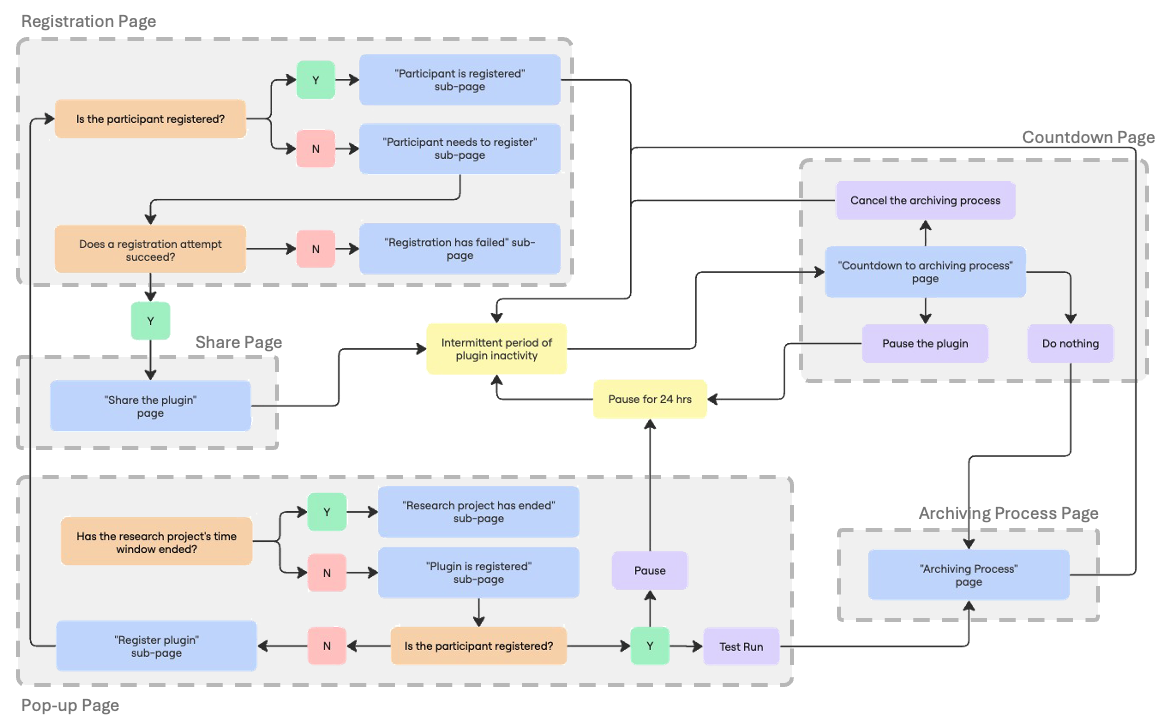 Registration Page
Is the participant registered?
Y
"Participant is registered"
sub-page
N
"Participant needs to register"
sub-page
Does a registration attempt
succeed?
N
"Registration has failed" sub-
page
Y
Share Page
"Share the plugin"
page
Intermittent period of
plugin inactivity
Pause for 24 hrs
Countdown Page
Cancel the archiving process
"Countdown to archiving process"
page
Pause the plugin
Do nothing
Archiving Process Page
"Archiving Process"
page
Has the research project's time
window ended?
Y
"Research project has ended"
sub-page
N
"Plugin is registered"
sub-page
Pause
"Register plugin"
sub-page
N
Is the participant registered?
Y
Test Run
Pop-up Page